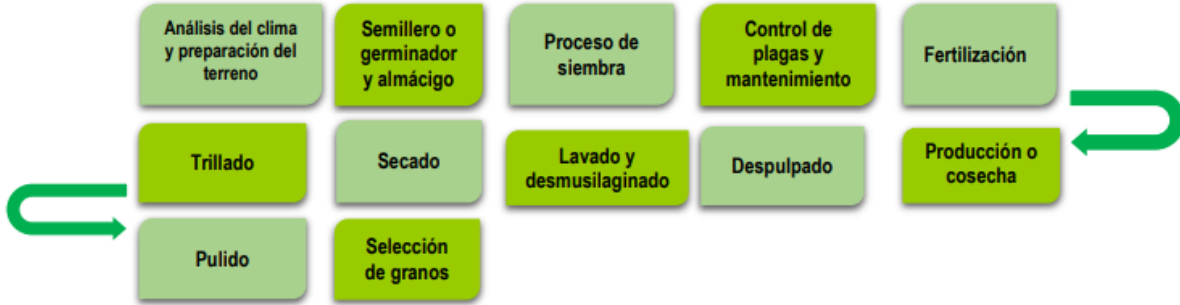 Análisis del clima
y preparación del
terreno
Semillero o
germinador
y almácigo
Proceso de
siembra
Control de
plagas y
mantenimiento
Fertilización
Trillado
Secado
Lavado y
desmusilaginado
Despulpado
Producción o
cosecha
Pulido
Selección
de granos